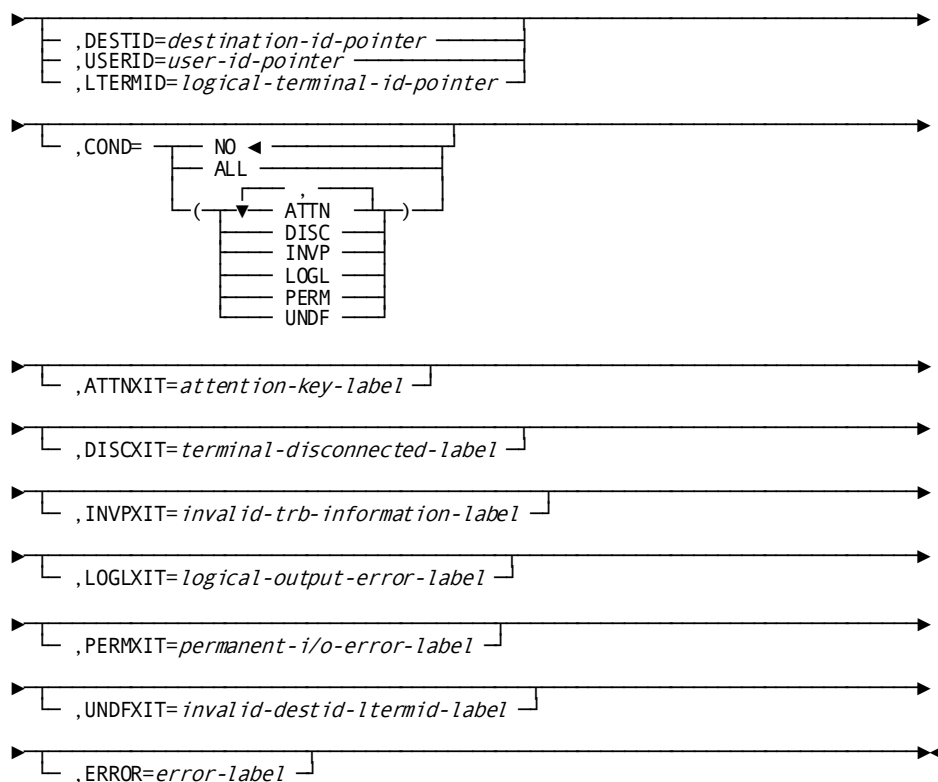 ,DESTID=destination-id-pointer
,USERID=user-id-pointer
,LTERMID=logical-terminal-id-pointer
,COND= NO
ALL
( , )
ATTN
DISC
INVP
LOGL
PERM
UNDF
,ATTNXIT=attention-key-label
,DISCXIT=terminal-disconnected-label
,INVPXIT=invalid-trb-information-label
,LOGLXIT=logical-output-error-label
,PERMXIT=permanent-i/o-error-label
,UNDFXIT=invalid-destid-ltermid-label
,ERROR=error-label